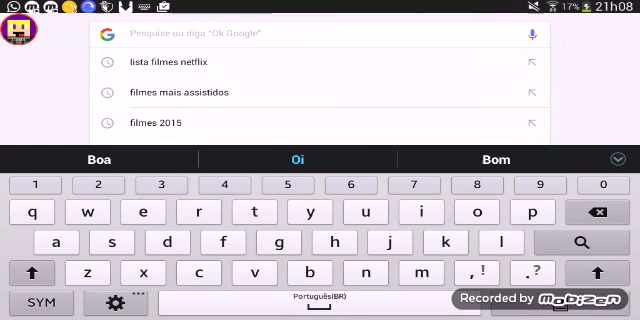 17% 21h08
Pesquise ou diga "Ok Google"
lista filmes netflix
filmes mais assistidos
filmes 2015
Boa Oi Bom
1 2 3 4 5 6 7 8 9 0
q w e r t y u i o p
a s d f g h j k l
z x c v b n m , ! . ?
SYM Português(BR)
Recorded by Mobizen